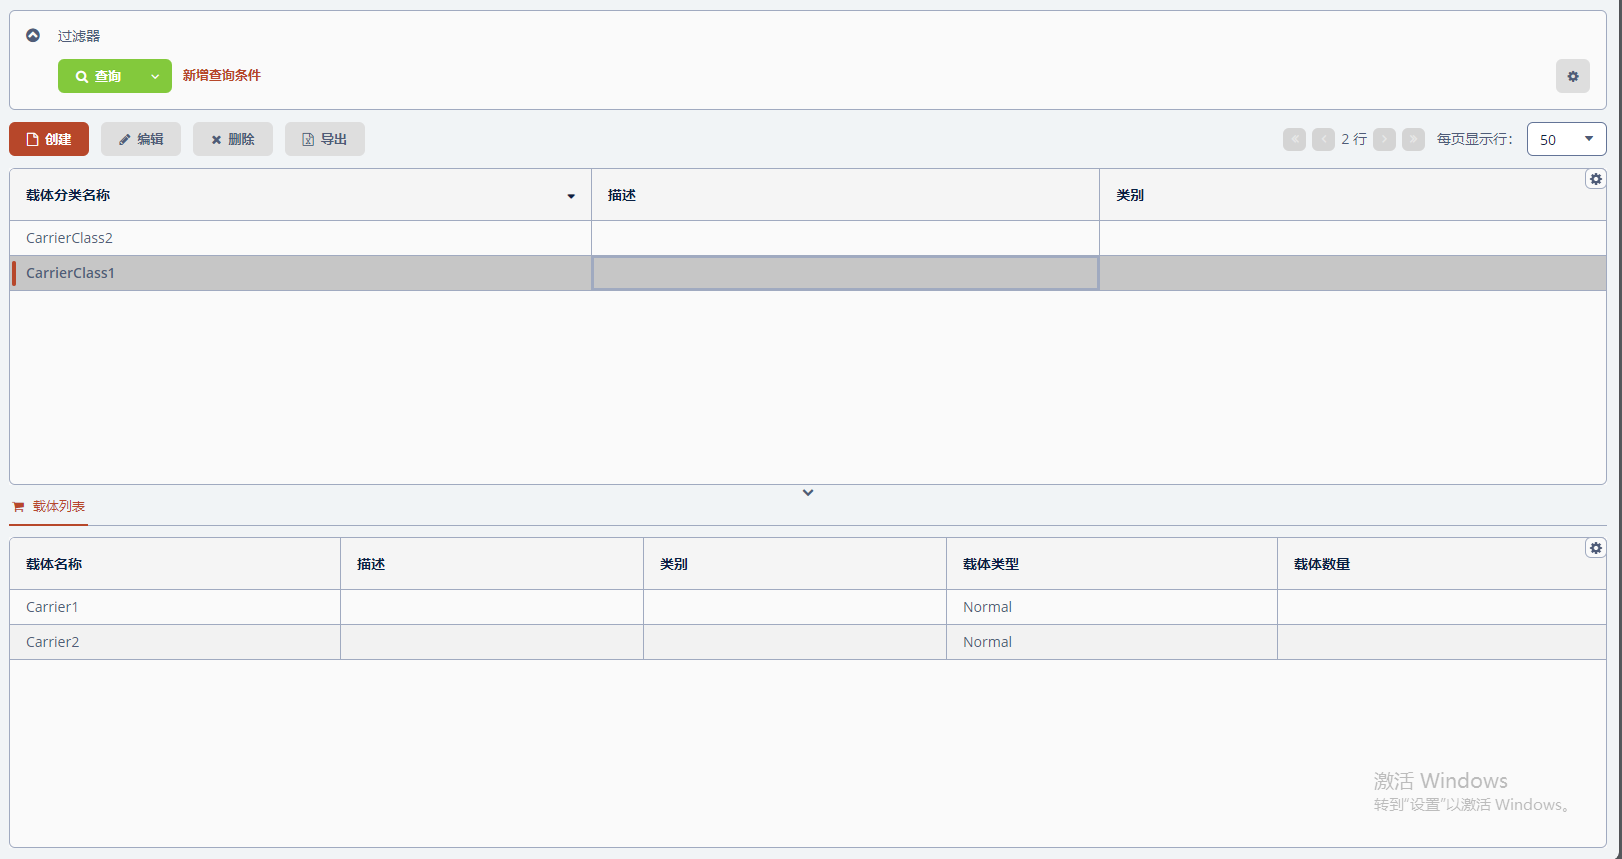 过滤器
查询 新增查询条件
创建 编辑 删除 导出 2 行 每页显示行： 50
载体分类名称 描述 类别
CarrierClass2
CarrierClass1
载体列表
载体名称 描述 类别 载体类型 载体数量
Carrier1 Normal
Carrier2 Normal
激活 Windows
转到“设置”以激活 Windows。